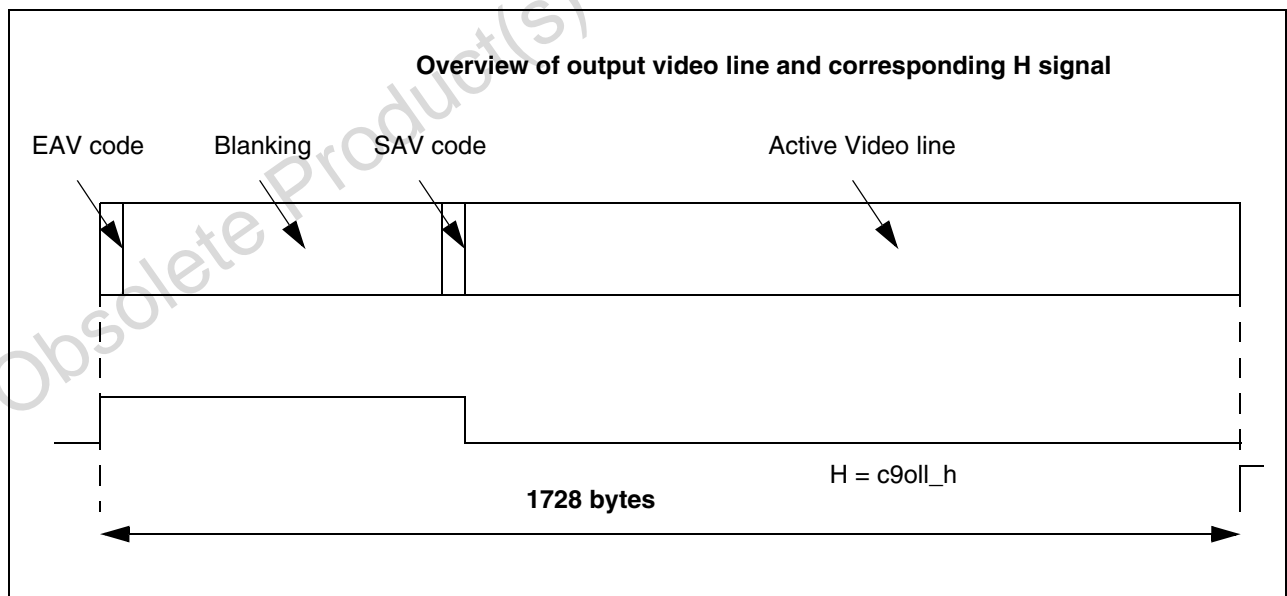 Overview of output video line and corresponding H signal
EAV code
Blanking
SAV code
Active Video line
H = c9oll_h
1728 bytes
Obsolete Product(s)